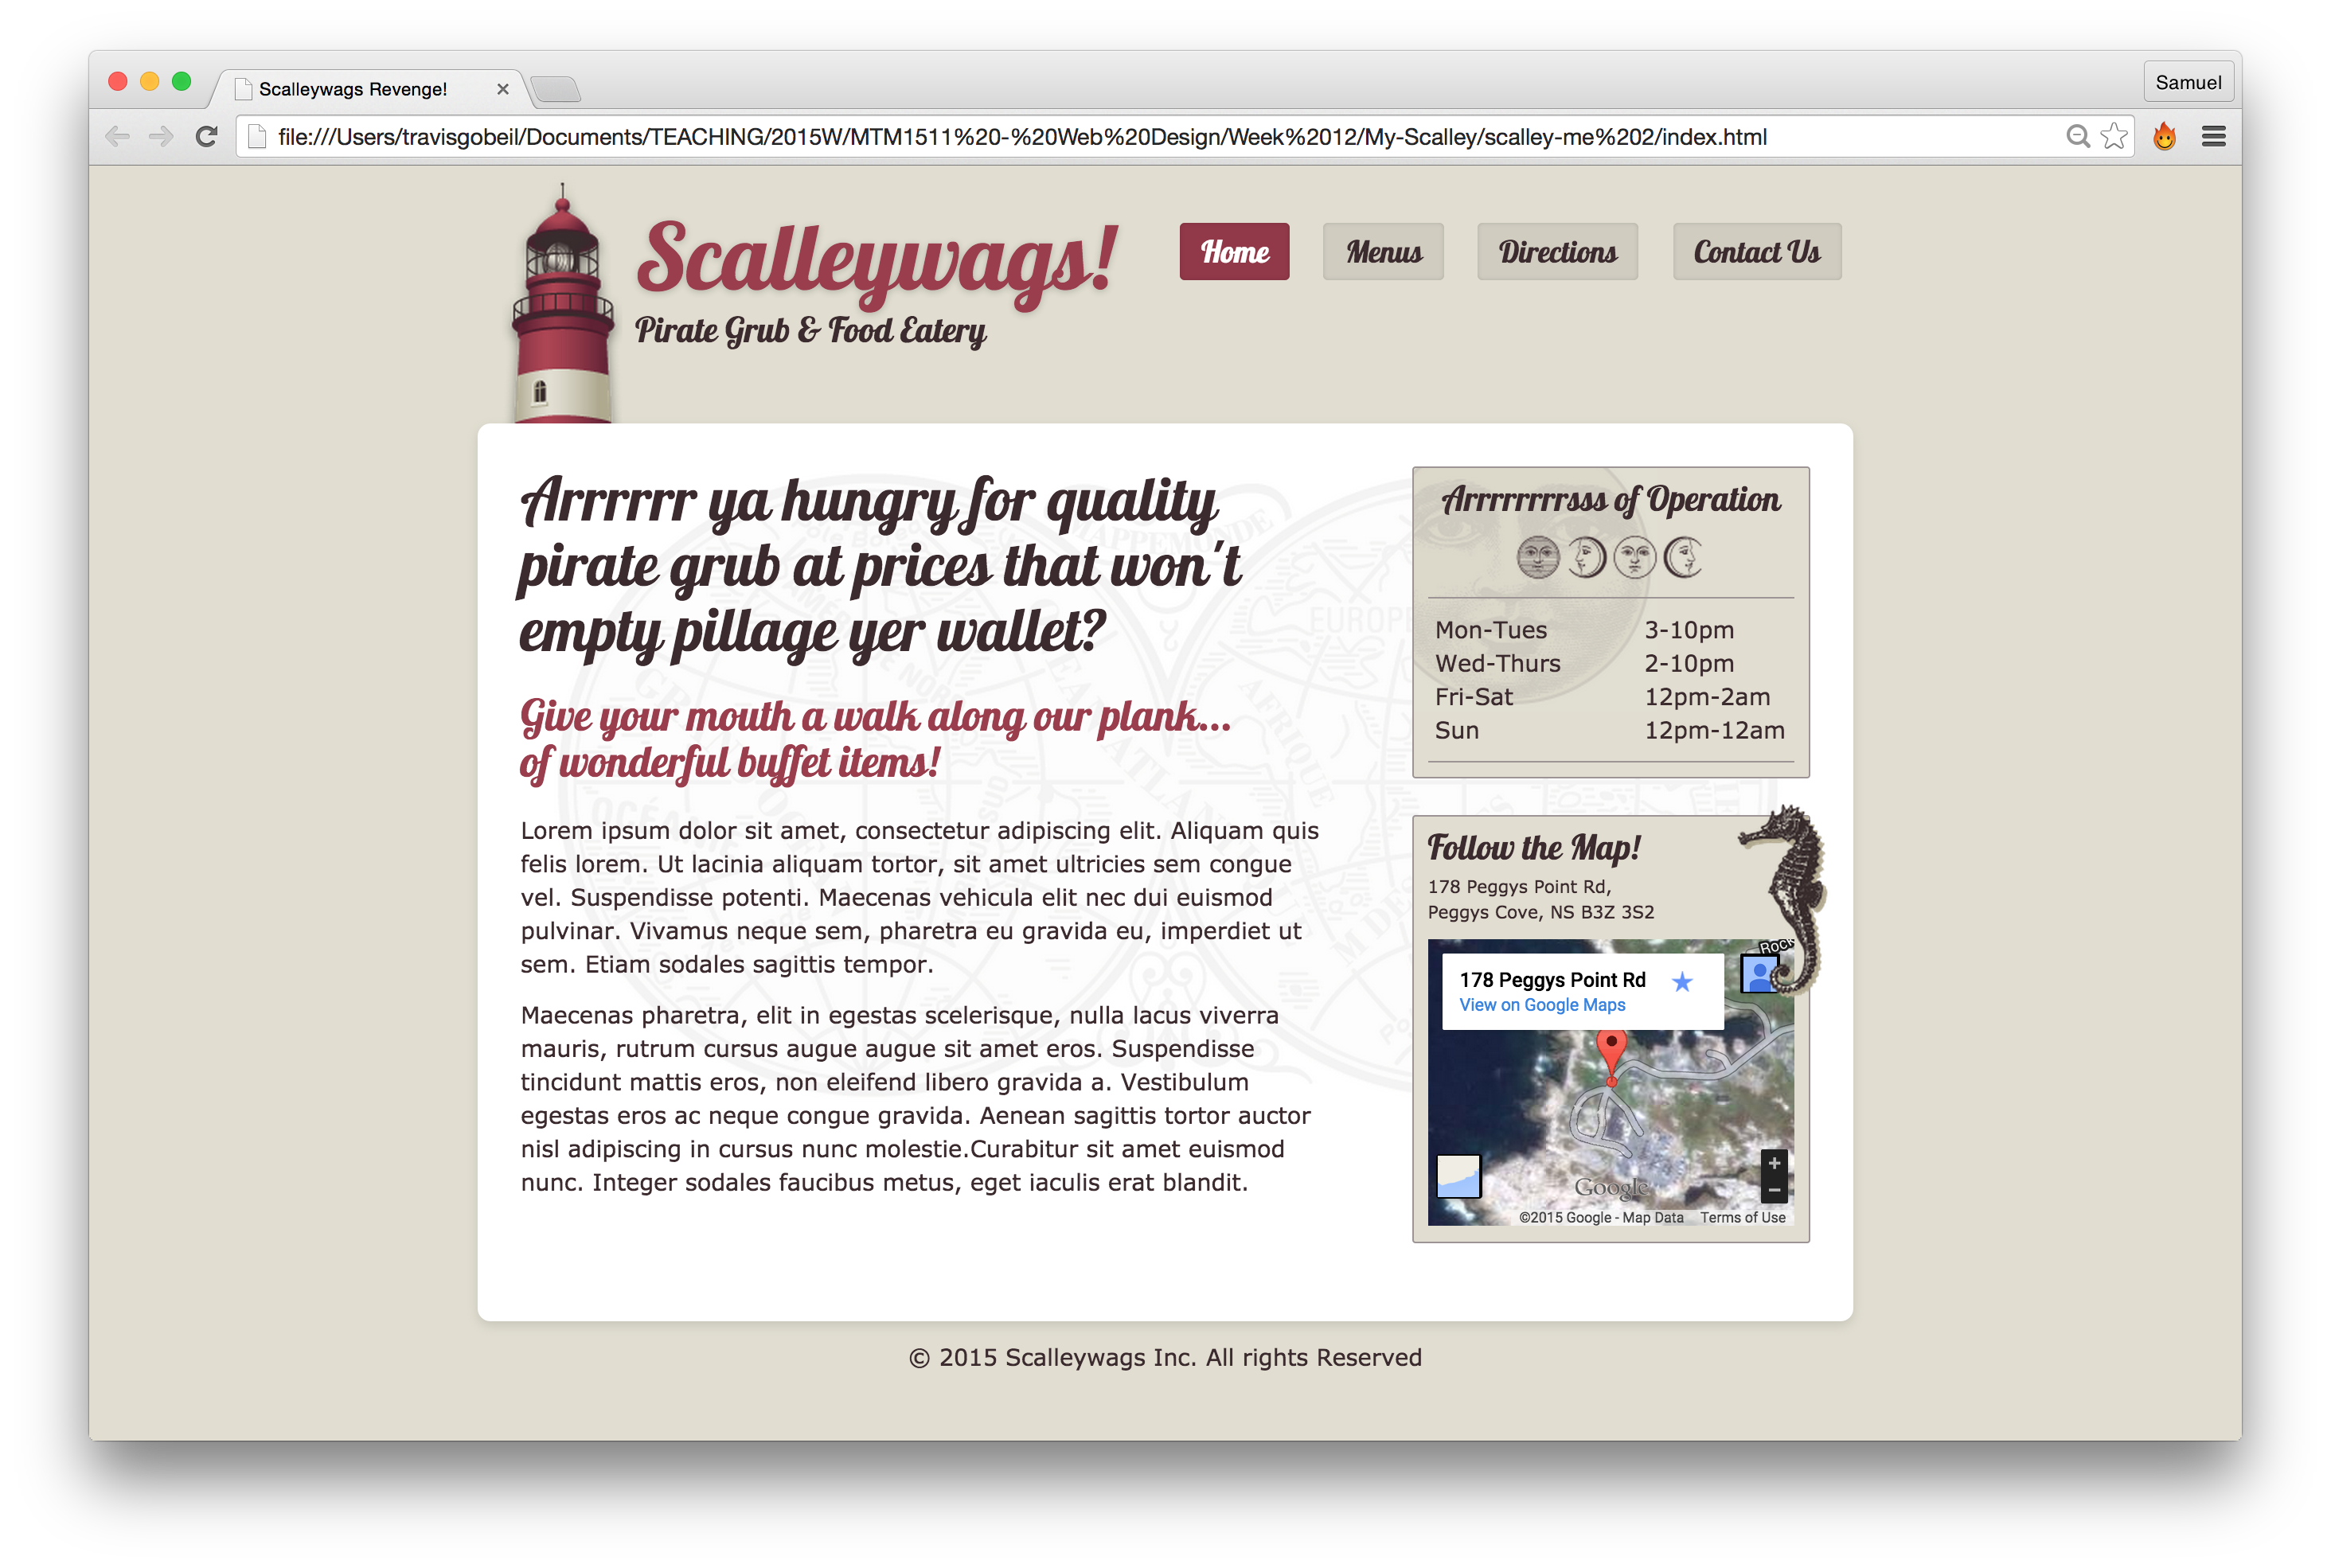 Scalleywags Revenge!
Samuel
file:///Users/travisgobeil/Documents/TEACHING/2015W/MTM1511%20-%20Web%20Design/Week%2012/My-Scalley/scalley-me%202/index.html
Scalleywags!
Pirate Grub & Food Eatery
Home
Menus
Directions
Contact Us
Arrrrrr ya hungry for quality
pirate grub at prices that won't
empty pillage yer wallet?
Give your mouth a walk along our plank...
of wonderful buffet items!
Lorem ipsum dolor sit amet, consectetur adipiscing elit. Aliquam quis
felis lorem. Ut lacinia aliquam tortor, sit amet ultricies sem congue
vel. Suspendisse potenti. Maecenas vehicula elit nec dui euismod
pulvinar. Vivamus neque sem, pharetra eu gravida eu, imperdiet ut
sem. Etiam sodales sagittis tempor.
Maecenas pharetra, elit in egestas scelerisque, nulla lacus viverra
mauris, rutrum cursus augue augue sit amet eros. Suspendisse
tincidunt mattis eros, non eleifend libero gravida a. Vestibulum
egestas eros ac neque congue gravida. Aenean sagittis tortor auctor
nisl adipiscing in cursus nunc molestie.Curabitur sit amet euismod
nunc. Integer sodales faucibus metus, eget iaculis erat blandit.
Arrrrrrrrsss of Operation
Mon-Tues 3-10pm
Wed-Thurs 2-10pm
Fri-Sat 12pm-2am
Sun 12pm-12am
Follow the Map!
178 Peggys Point Rd,
Peggys Cove, NS B3Z 3S2
178 Peggys Point Rd
View on Google Maps
Google
©2015 Google - Map Data Terms of Use
MAPPEMONDE
EUROPE
AFRIQUE
OCÉANIE
© 2015 Scalleywags Inc. All rights Reserved